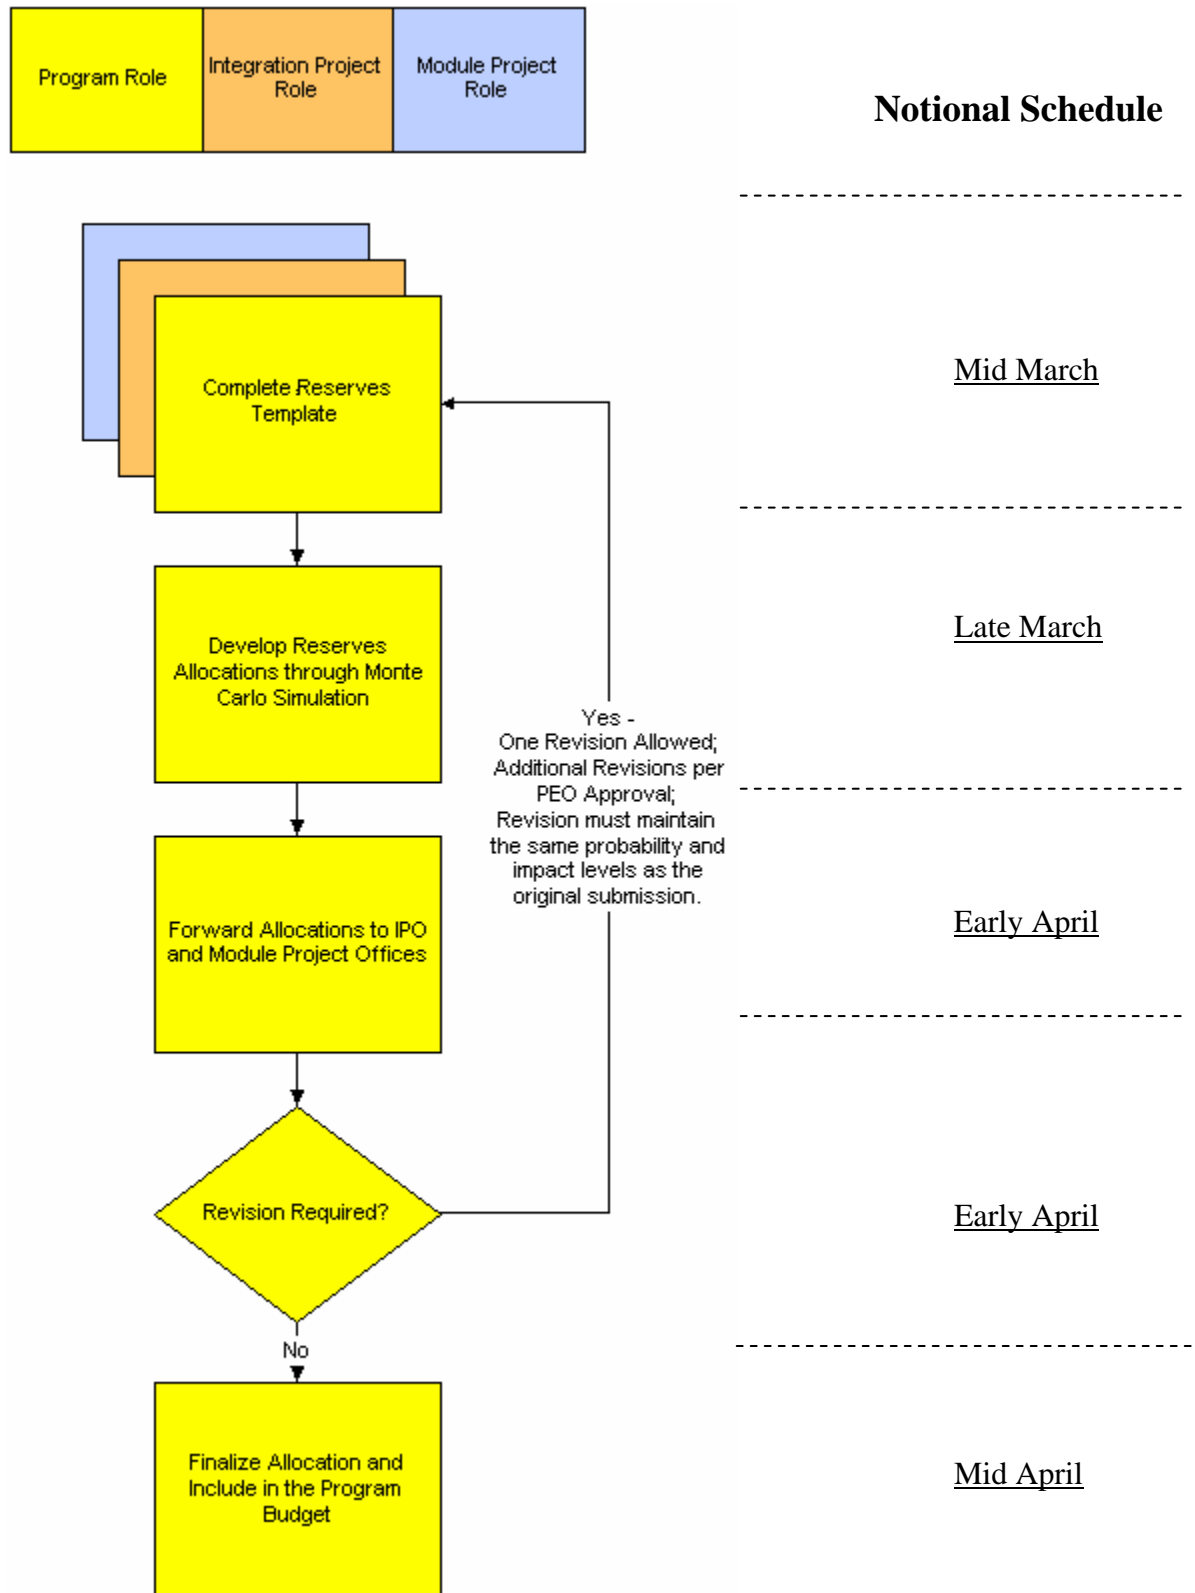 Program Role
Integration Project
Role
Module Project
Role
Notional Schedule
Complete Reserves
Template
Mid March
Develop Reserves
Allocations through Monte
Carlo Simulation
Late March
Yes -
One Revision Allowed;
Additional Revisions per
PEO Approval;
Revision must maintain
the same probability and
impact levels as the
original submission.
Forward Allocations to IPO
and Module Project Offices
Early April
Revision Required?
Early April
No
Finalize Allocation and
Include in the Program
Budget
Mid April